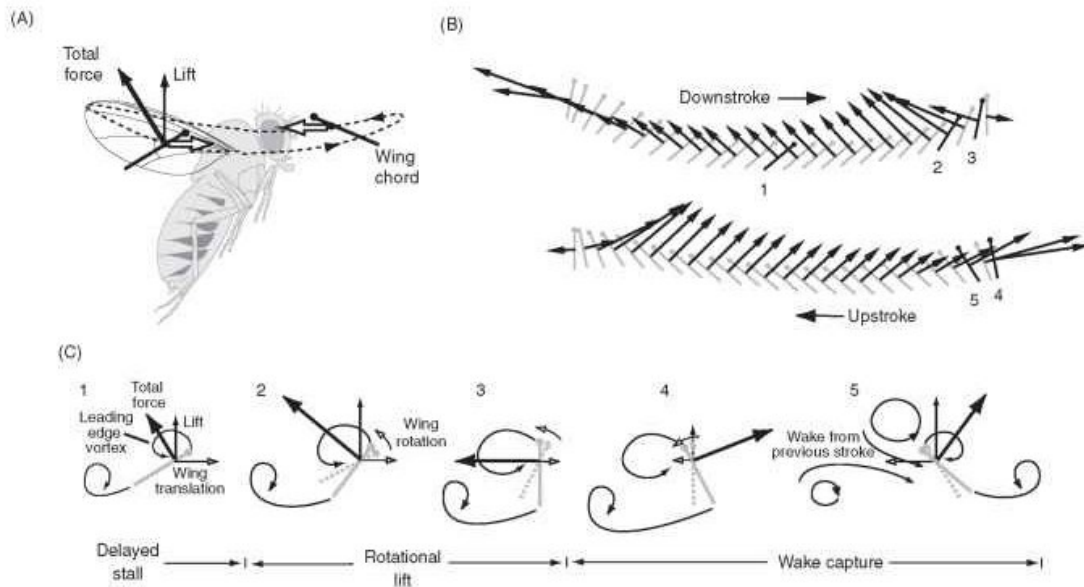 (A)
Total
force
Lift
Wing
chord
(B)
Downstroke
1
2
3
5
4
Upstroke
(C)
1
Total
force
Leading
edge
vortex
Lift
Wing
translation
2
Wing
rotation
3
4
5
Wake from
previous stroke
Delayed
stall
Rotational
lift
Wake capture